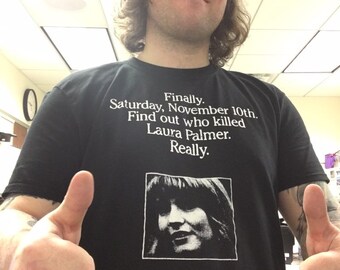 Finally.
Saturday, November 10th.
Find out who killed
Laura Palmer.
Really.